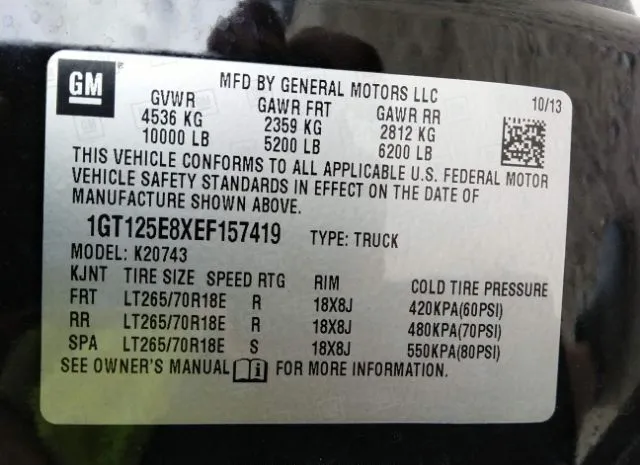 GM
MFD BY GENERAL MOTORS LLC 10/13
GVWR GAWR FRT GAWR RR
4536 KG 2359 KG 2812 KG
10000 LB 5200 LB 6200 LB
THIS VEHICLE CONFORMS TO ALL APPLICABLE U.S. FEDERAL MOTOR
VEHICLE SAFETY STANDARDS IN EFFECT ON THE DATE OF
MANUFACTURE SHOWN ABOVE.
1GT125E8XEF157419 TYPE: TRUCK
MODEL: K20743
KJNT TIRE SIZE SPEED RTG RIM COLD TIRE PRESSURE
FRT LT265/70R18E R 18X8J 420KPA(60PSI)
RR LT265/70R18E R 18X8J 480KPA(70PSI)
SPA LT265/70R18E S 18X8J 550KPA(80PSI)
SEE OWNER'S MANUAL i FOR MORE INFORMATION.